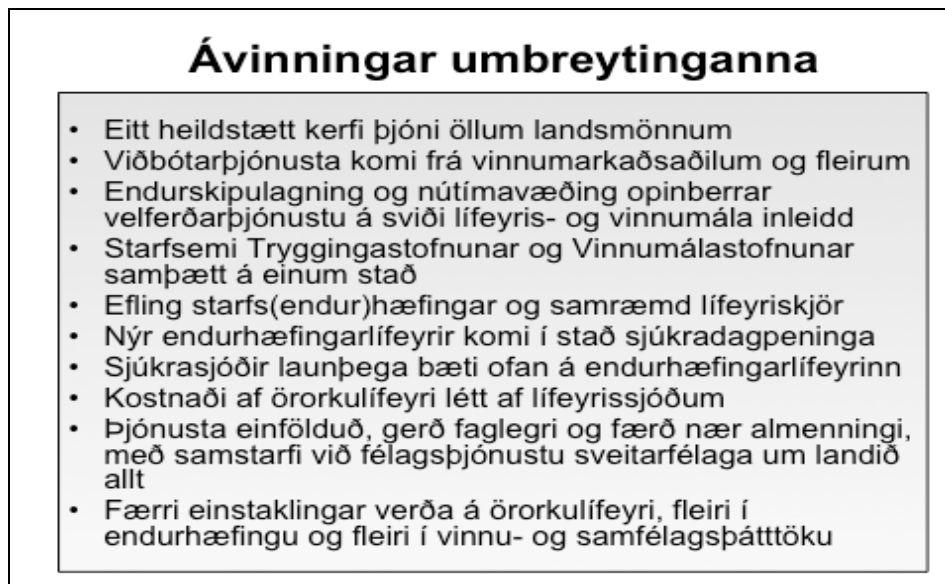 Ávinningar umbreytinganna
• Eitt heildstætt kerfi þjóni öllum landsmönnum
• Viðbótarþjónusta komi frá vinnumarkaðsaðilum og fleirum
• Endurskipulagning og nútímavæðing opinberrar
velferðarþjónustu á sviði lífeyris- og vinnumála inleidd
• Starfsemi Tryggingastofnunar og Vinnumálastofnunar
samþætt á einum stað
• Efling starfs(endur)hæfingar og samræmd lífeyriskjör
• Nýr endurhæfingarlífeyrir komi í stað sjúkradagpeninga
• Sjúkrasjóðir launþega bæti ofan á endurhæfingarlífeyrinn
• Kostnaði af örorkulífeyri létt af lífeyrissjóðum
• Þjónusta einfölduð, gerð faglegri og færð nær almenningi,
með samstarfi við félagsþjónustu sveitarfélaga um landið
allt
• Færri einstaklingar verða á örorkulífeyri, fleiri í
endurhæfingu og fleiri í vinnu- og samfélagsþátttöku